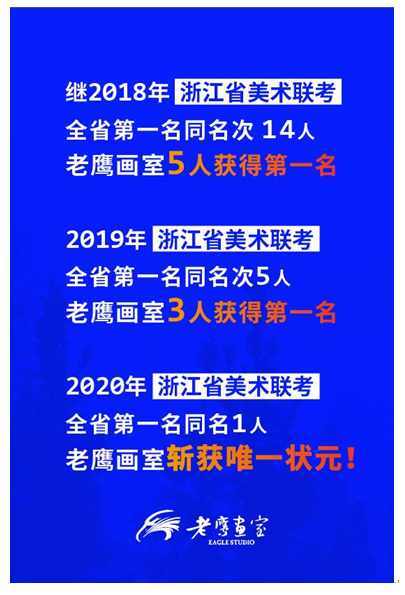 继2018年 浙江省美术联考
全省第一名同名次 14人
老鹰画室5人获得第一名
2019年 浙江省美术联考
全省第一名同名次5人
老鹰画室3人获得第一名
2020年 浙江省美术联考
全省第一名同名1人
老鹰画室斩获唯一状元！
老鹰画室
EAGLE STUDIO